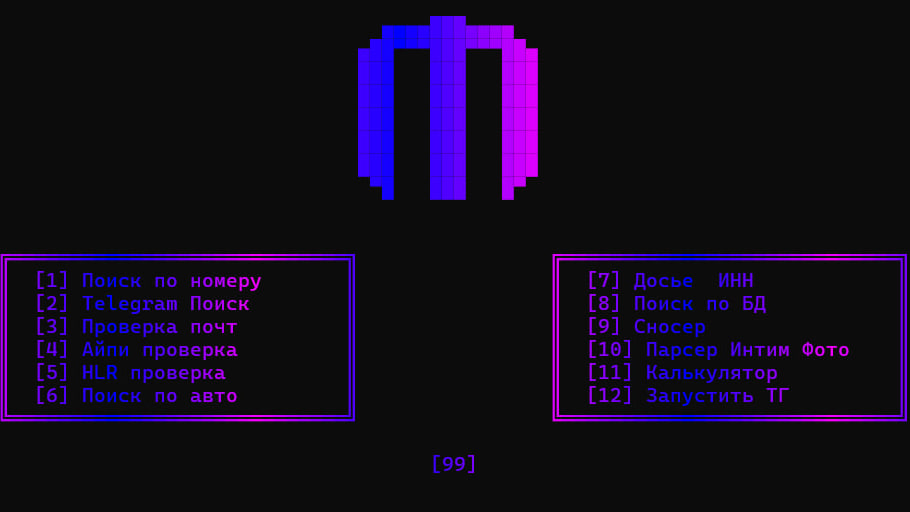 [1] Поиск по номеру
[2] Telegram Поиск
[3] Проверка почт
[4] Айпи проверка
[5] HLR проверка
[6] Поиск по авто
[7] Досье  ИНН
[8] Поиск по БД
[9] Сносер
[10] Парсер Интим Фото
[11] Калькулятор
[12] Запустить ТГ
[99]